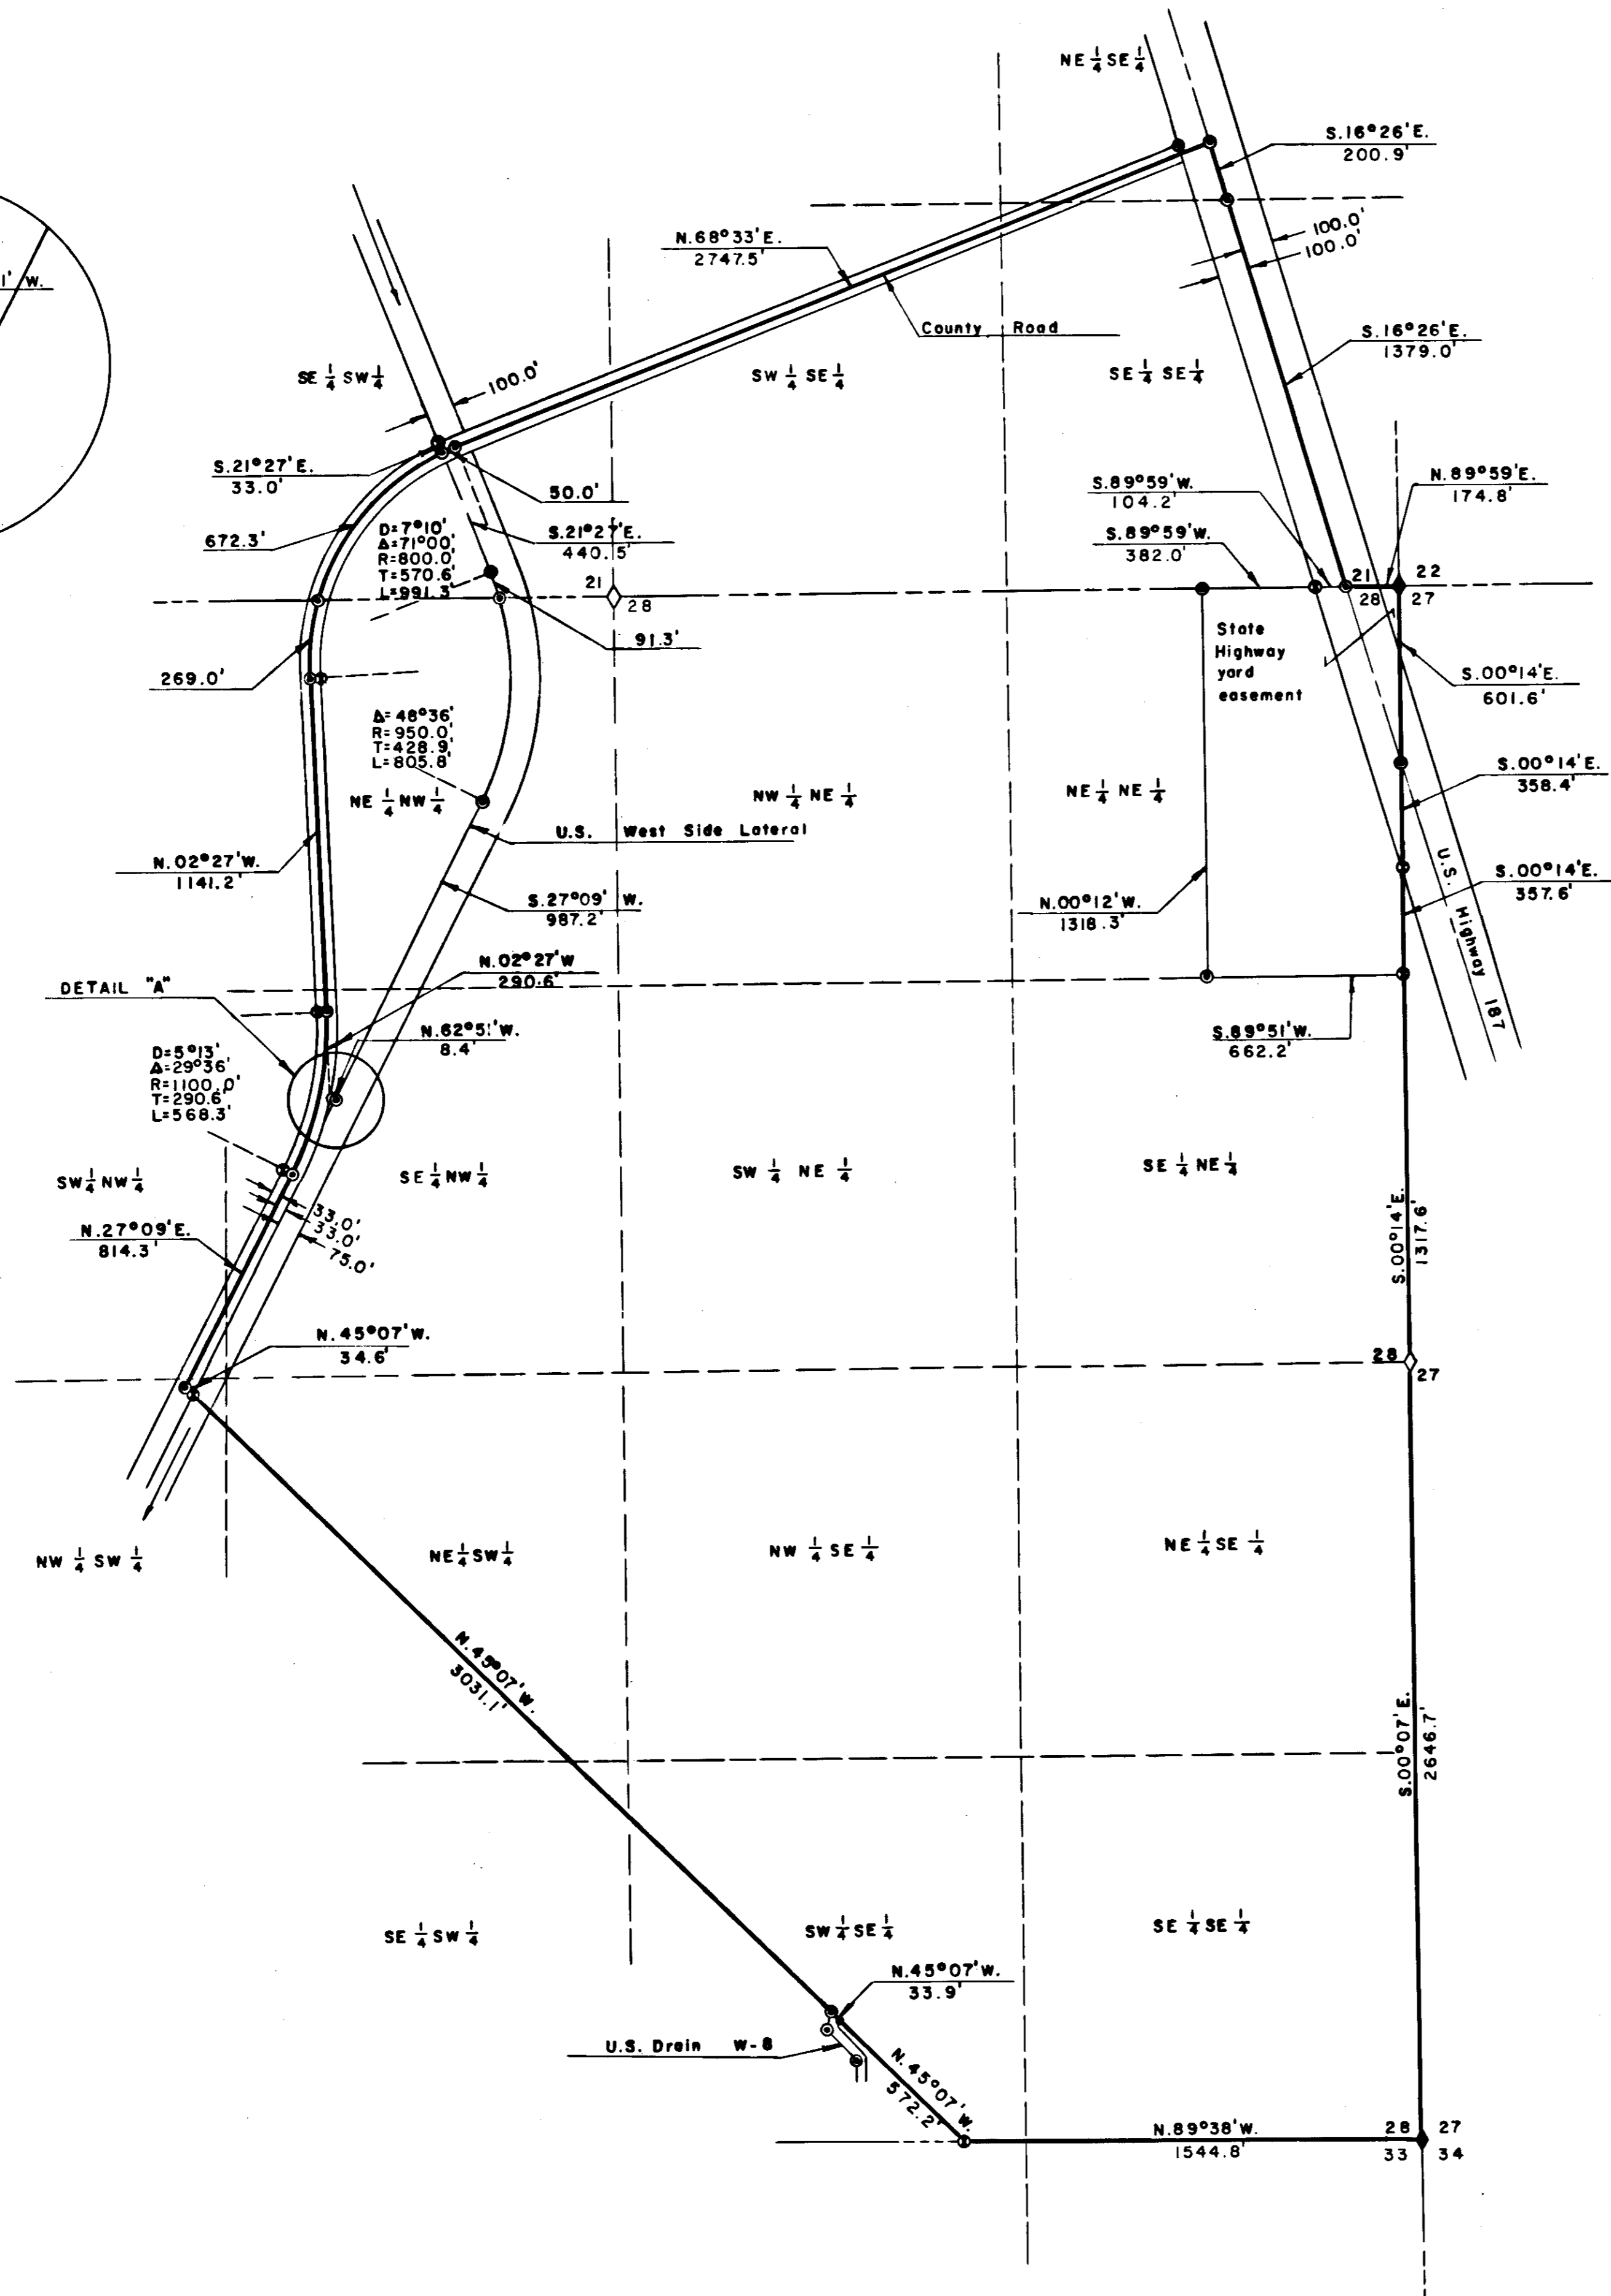 NE 1/4 SE 1/4
S.16°26'E.
200.9'
100.0'
100.0'
1' W.
N.68°33'E.
2747.5'
County Road
S.16°26'E.
1379.0'
SE 1/4 SW 1/4
100.0'
SW 1/4 SE 1/4
SE 1/4 SE 1/4
S.21°27'E.
33.0'
50.0'
S.89°59'W.
104.2'
N.89°59'E.
174.8'
672.3'
D=7°10'
Δ=71°00'
R=800.0'
T=570.6'
L=991.3'
S.21°27'E.
440.5'
S.89°59'W.
382.0'
21
28
21
22
28
27
91.3'
State
Highway
yard
easement
269.0'
S.00°14'E.
601.6'
Δ=48°36'
R=950.0'
T=428.9'
L=805.8'
NE 1/4 NW 1/4
NW 1/4 NE 1/4
NE 1/4 NE 1/4
S.00°14'E.
358.4'
U.S. West Side Lateral
N.02°27'W.
1141.2'
S.27°09' W.
987.2'
N.00°12'W.
1318.3'
U.S. Highway 187
S.00°14'E.
357.6'
N.02°27'W
290.6'
DETAIL "A"
N.62°51'W.
8.4'
S.89°51'W.
662.2'
D=5°13'
Δ=29°36'
R=1100.0'
T=290.6'
L=568.3'
SW 1/4 NW 1/4
SE 1/4 NW 1/4
SW 1/4 NE 1/4
SE 1/4 NE 1/4
N.27°09'E.
814.3'
33.0'
33.0'
75.0'
S.00°14'E.
1317.6'
N.45°07'W.
34.6'
28
27
NW 1/4 SW 1/4
NE 1/4 SW 1/4
NW 1/4 SE 1/4
NE 1/4 SE 1/4
N.45°07'W.
3031.1'
S.00°07'E.
2646.7'
SE 1/4 SW 1/4
SW 1/4 SE 1/4
SE 1/4 SE 1/4
N.45°07'W.
33.9'
U.S. Drain W-8
N.45°07'W.
572.2'
N.89°38'W.
1544.8'
28
27
33
34